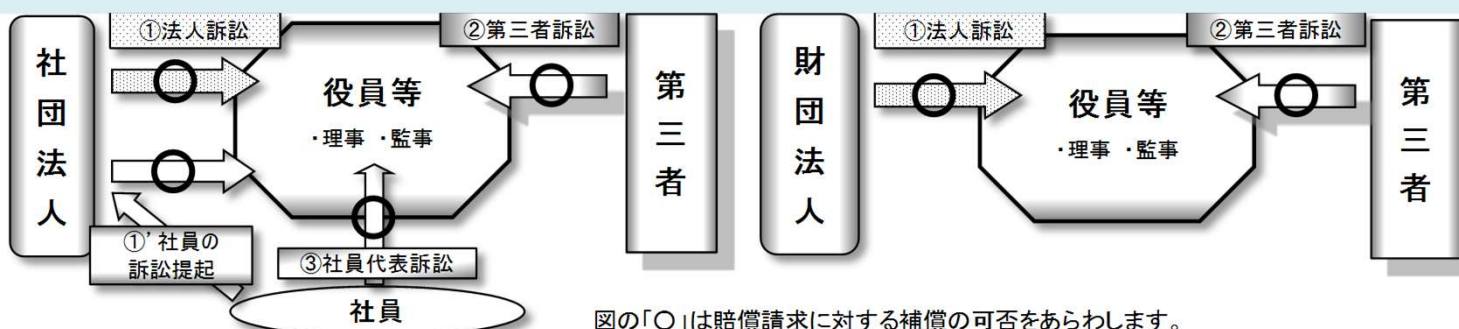 社団法人
①法人訴訟
②第三者訴訟
役員等
・理事 ・監事
第三者
①’社員の
訴訟提起
③社員代表訴訟
社員
財団法人
①法人訴訟
②第三者訴訟
役員等
・理事 ・監事
第三者
図の「〇」は賠償請求に対する補償の可否をあらわします。